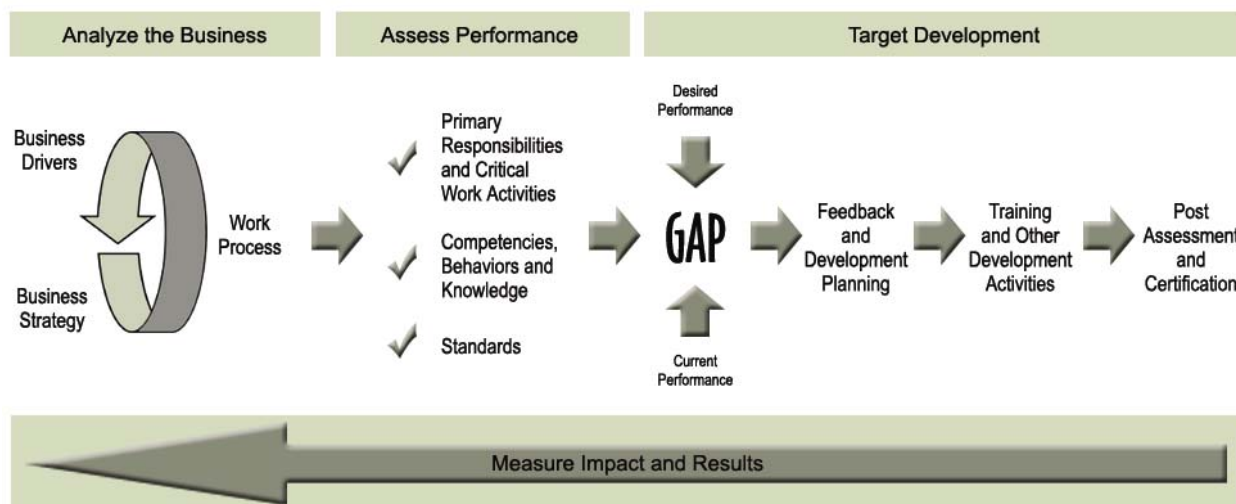 Analyze the Business
Assess Performance
Target Development
Business
Drivers
Business
Strategy
Work
Process
Primary
Responsibilities
and Critical
Work Activities
Competencies,
Behaviors and
Knowledge
Standards
Desired
Performance
GAP
Current
Performance
Feedback
and
Development
Planning
Training
and Other
Development
Activities
Post
Assessment
and
Certification
Measure Impact and Results